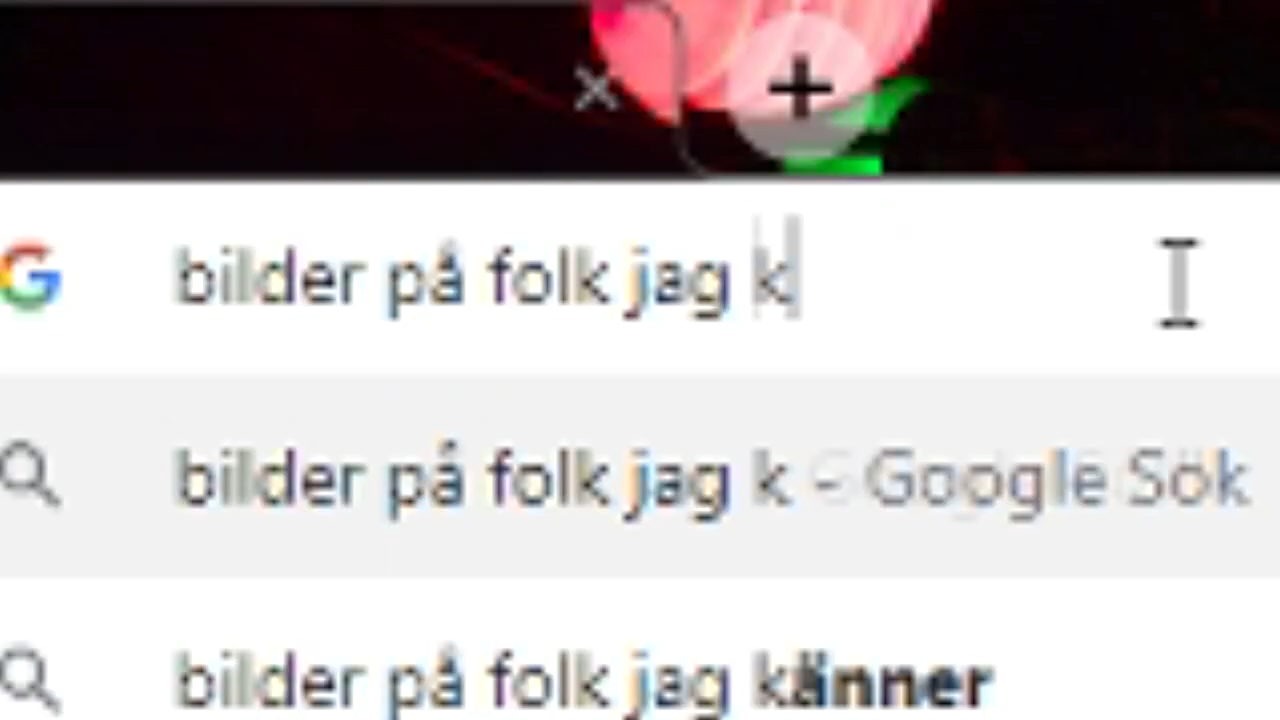 bilder på folk jag k
bilder på folk jag k - Google Sök
bilder på folk jag känner